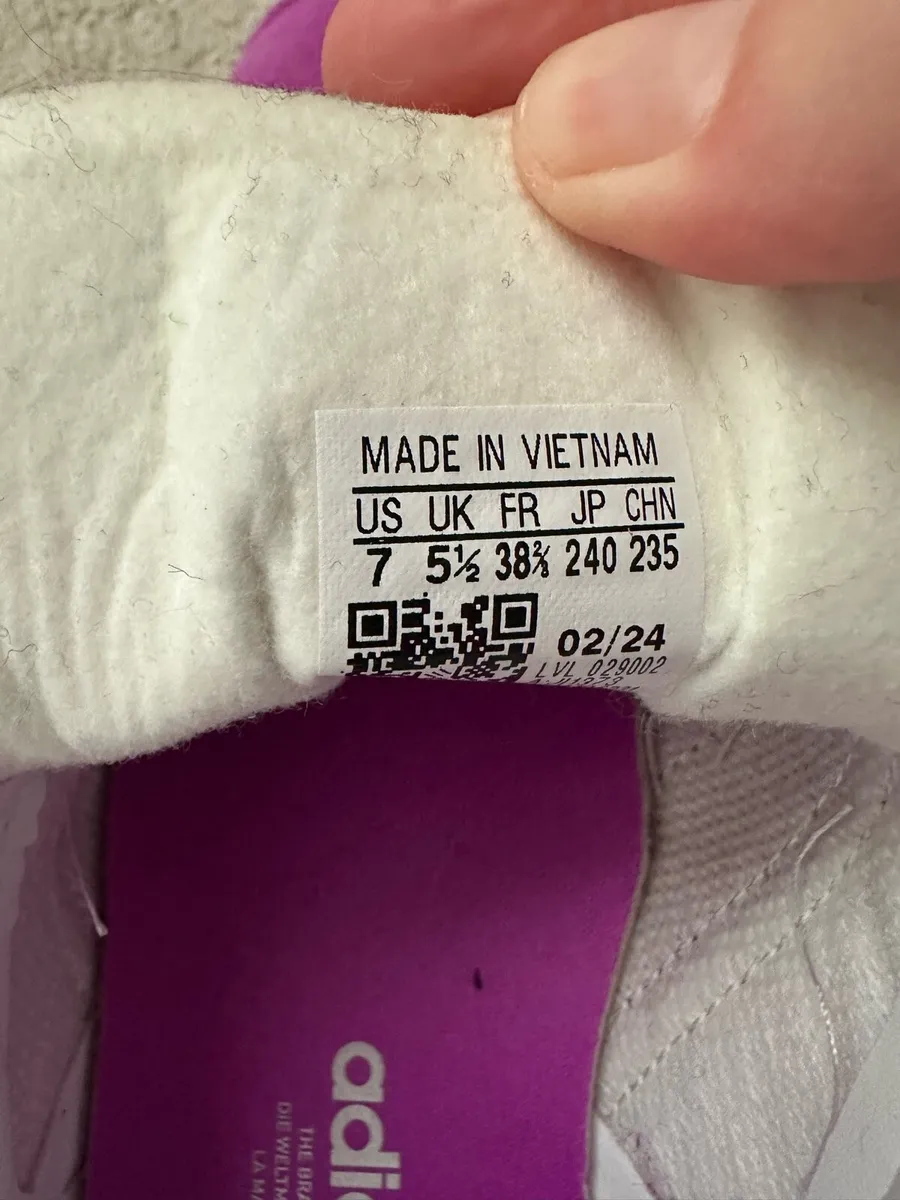 MADE IN VIETNAM
US UK FR JP CHN
7 5½ 38⅔ 240 235
02/24
LVL 029002
adi
THE BRA
DIE WELTM
LA MA